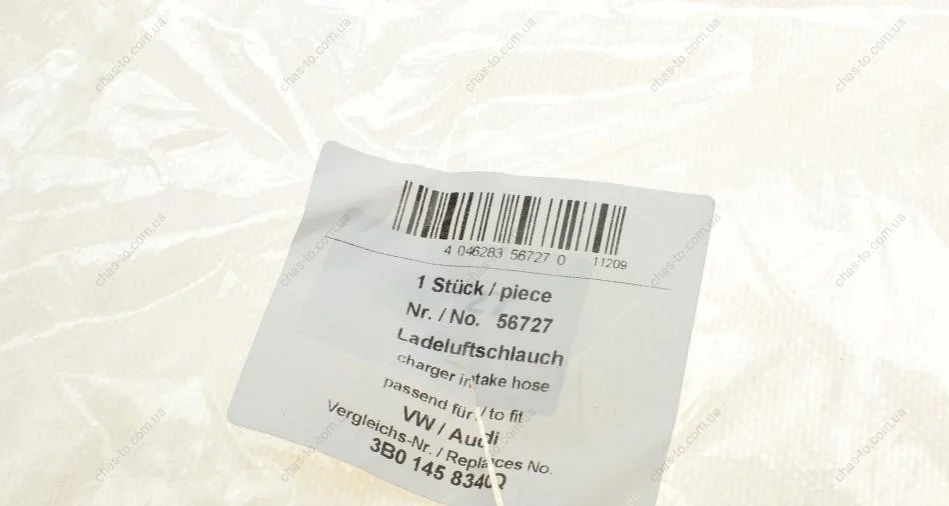 4 046283 56727 0 11209
1 Stück / piece
Nr. / No. 56727
Ladeluftschlauch
charger intake hose
passend für / to fit
VW / Audi
Vergleichs-Nr. / Replaces No.
3B0 145 834Q
chas-to.com.ua